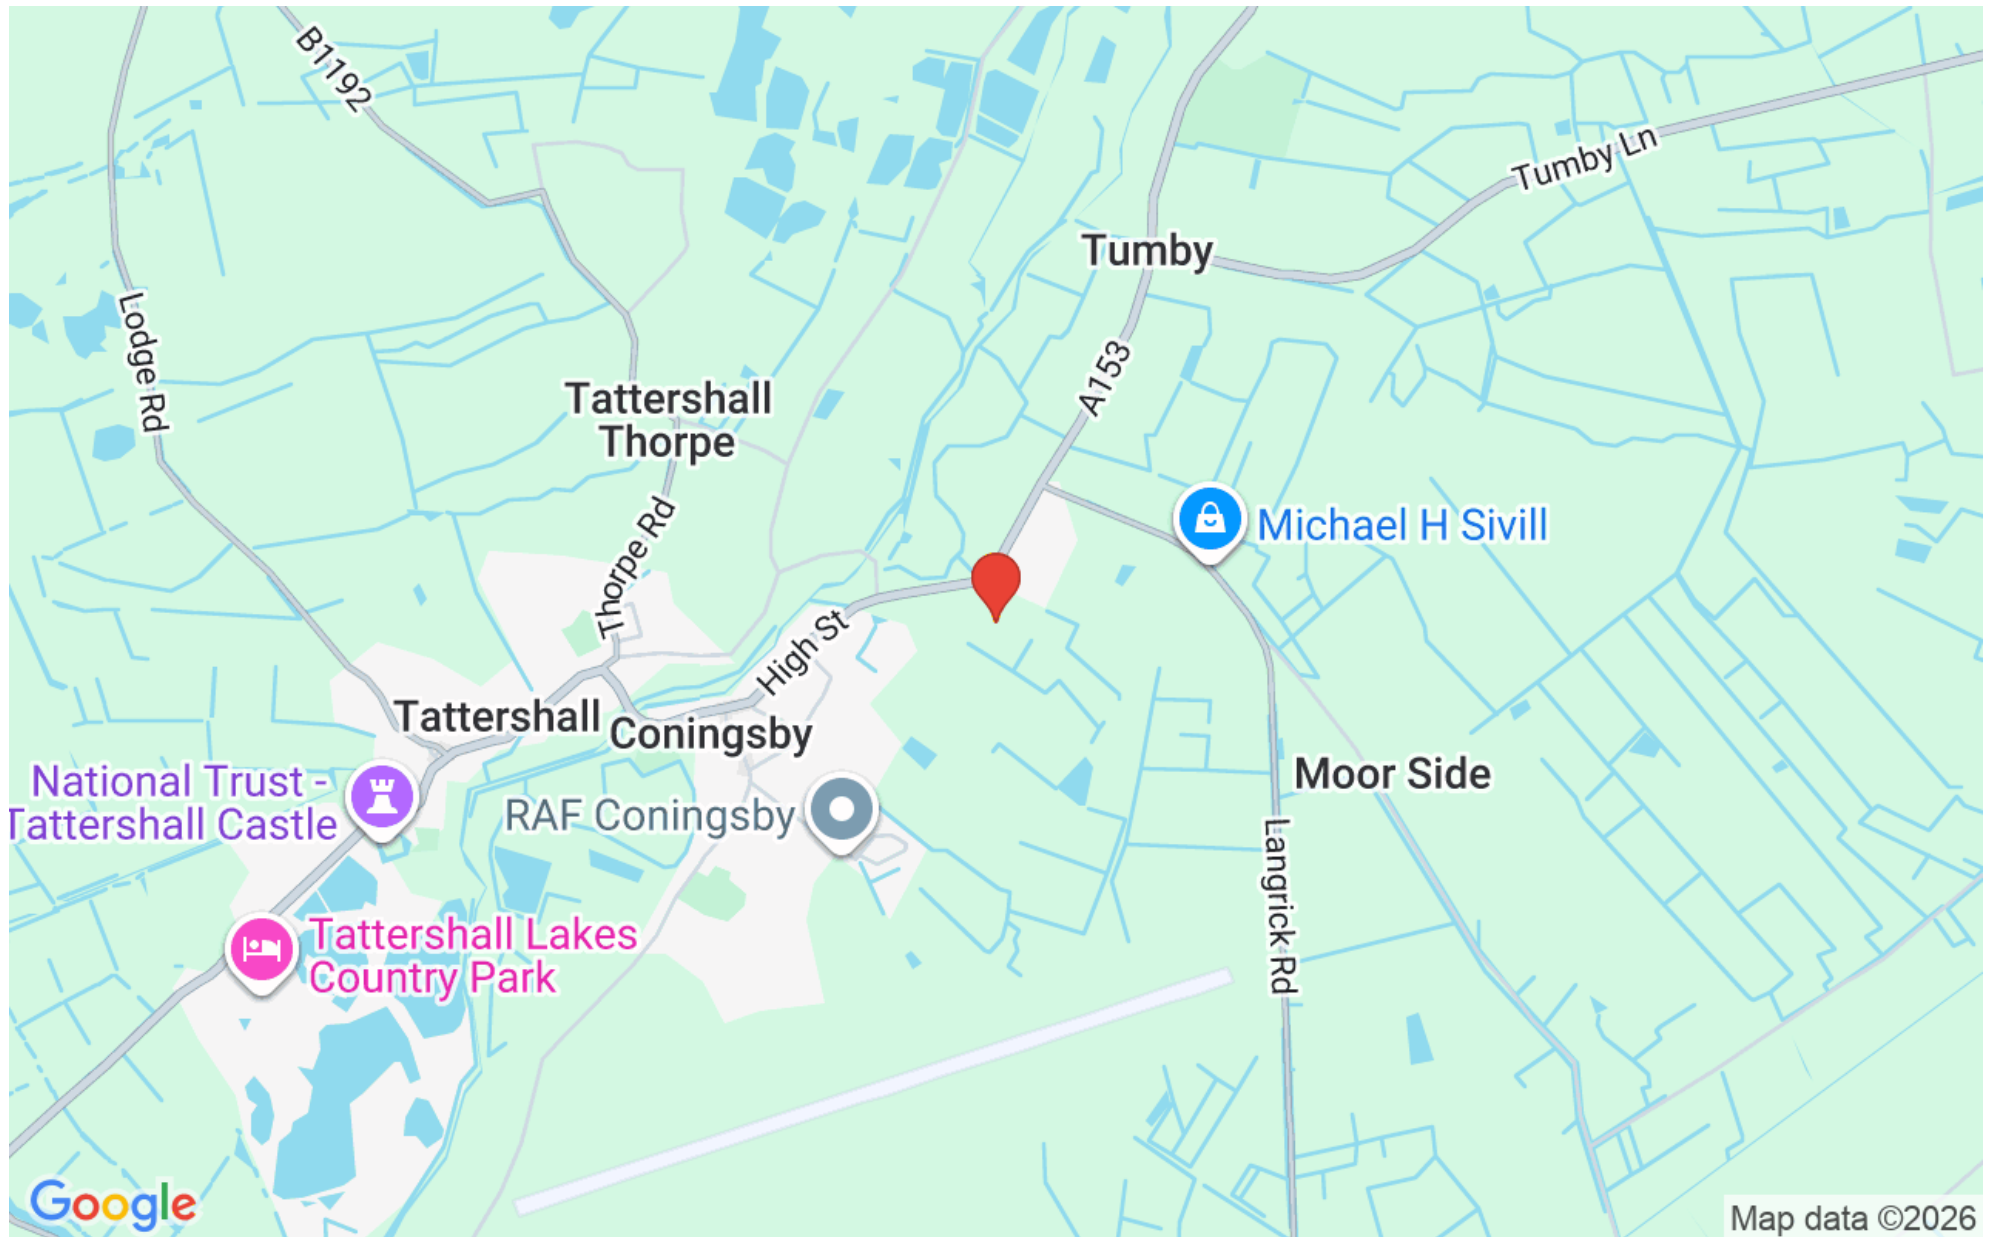 B1192
Tumby Ln
Tumby
Lodge Rd
A153
Tattershall
Thorpe
Thorpe Rd
Michael H Sivill
High St
Tattershall
Coningsby
National Trust -
Tattershall Castle
RAF Coningsby
Moor Side
Langrick Rd
Tattershall Lakes
Country Park
Google
Map data ©2026